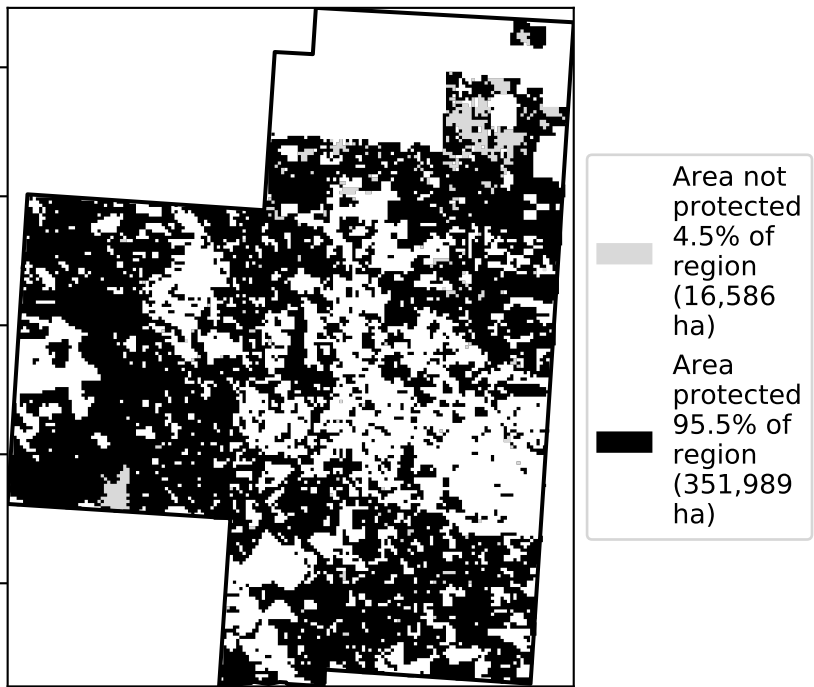 Area not
protected
4.5% of
region
(16,586
ha)
Area
protected
95.5% of
region
(351,989
ha)